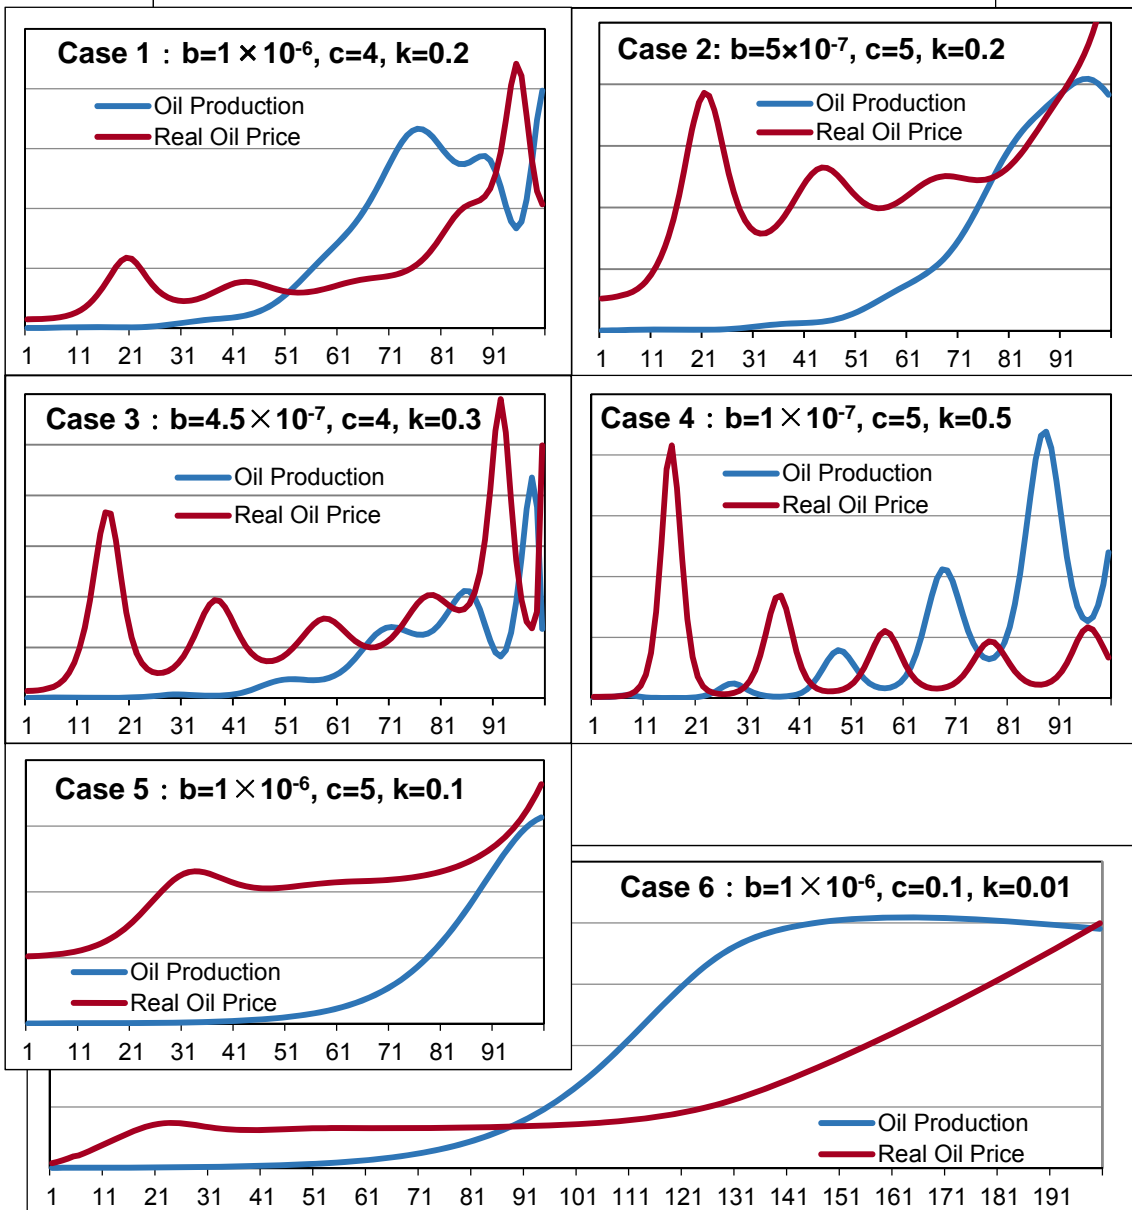 Case 1 : b=1×10-6, c=4, k=0.2
Oil Production
Real Oil Price
1 11 21 31 41 51 61 71 81 91
Case 2: b=5×10-7, c=5, k=0.2
Oil Production
Real Oil Price
1 11 21 31 41 51 61 71 81 91
Case 3 : b=4.5×10-7, c=4, k=0.3
Oil Production
Real Oil Price
1 11 21 31 41 51 61 71 81 91
Case 4 : b=1×10-7, c=5, k=0.5
Oil Production
Real Oil Price
1 11 21 31 41 51 61 71 81 91
Case 5 : b=1×10-6, c=5, k=0.1
Oil Production
Real Oil Price
1 11 21 31 41 51 61 71 81 91
Case 6 : b=1×10-6, c=0.1, k=0.01
Oil Production
Real Oil Price
1 11 21 31 41 51 61 71 81 91 101 111 121 131 141 151 161 171 181 191